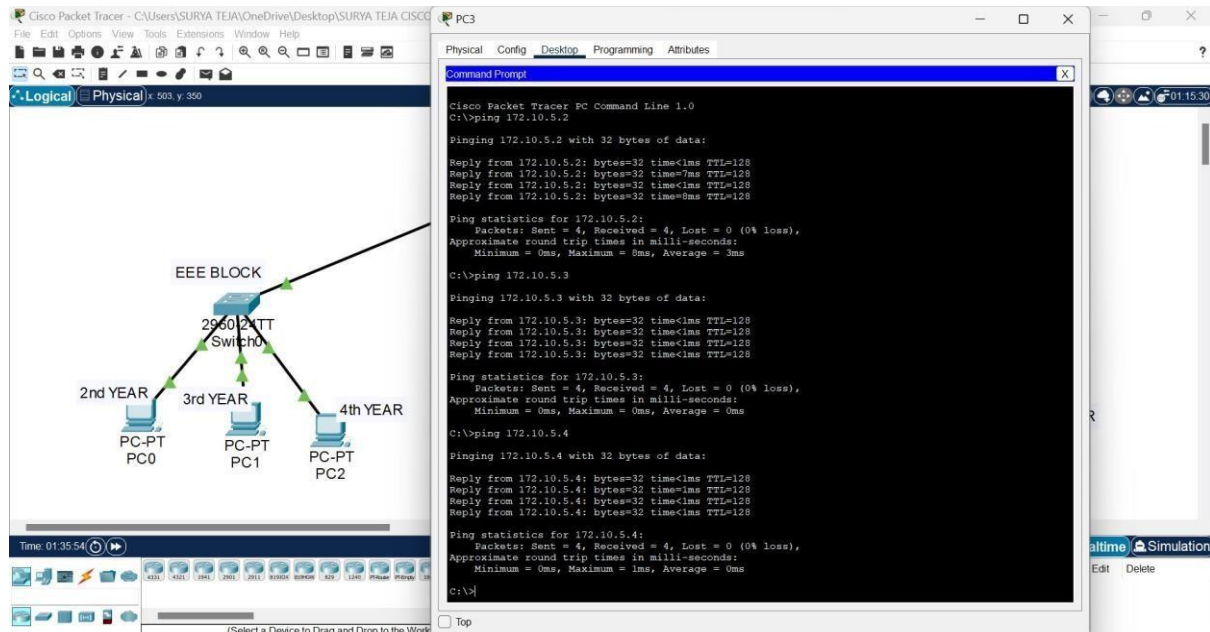 Cisco Packet Tracer - C:\Users\SURYA TEJA\OneDrive\Desktop\SURYA TEJA CISCO
File Edit Options View Tools Extensions Window Help
Logical Physical x: 503, y: 350
01:15:30
EEE BLOCK
2960-24TT
Switch0
2nd YEAR
3rd YEAR
4th YEAR
PC-PT
PC0
PC-PT
PC1
PC-PT
PC2
Time: 01:35:54
4331 4321 1941 2901 2911 819IOX 819HGW 829 1240 PT-Router PT-Empty
(Select a Device to Drag and Drop to the Work
PC3
Physical Config Desktop Programming Attributes
Command Prompt
X
Cisco Packet Tracer PC Command Line 1.0
C:\>ping 172.10.5.2
Pinging 172.10.5.2 with 32 bytes of data:
Reply from 172.10.5.2: bytes=32 time<1ms TTL=128
Reply from 172.10.5.2: bytes=32 time=7ms TTL=128
Reply from 172.10.5.2: bytes=32 time<1ms TTL=128
Reply from 172.10.5.2: bytes=32 time=8ms TTL=128
Ping statistics for 172.10.5.2:
Packets: Sent = 4, Received = 4, Lost = 0 (0% loss),
Approximate round trip times in milli-seconds:
Minimum = 0ms, Maximum = 8ms, Average = 3ms
C:\>ping 172.10.5.3
Pinging 172.10.5.3 with 32 bytes of data:
Reply from 172.10.5.3: bytes=32 time<1ms TTL=128
Reply from 172.10.5.3: bytes=32 time<1ms TTL=128
Reply from 172.10.5.3: bytes=32 time<1ms TTL=128
Reply from 172.10.5.3: bytes=32 time<1ms TTL=128
Ping statistics for 172.10.5.3:
Packets: Sent = 4, Received = 4, Lost = 0 (0% loss),
Approximate round trip times in milli-seconds:
Minimum = 0ms, Maximum = 0ms, Average = 0ms
C:\>ping 172.10.5.4
Pinging 172.10.5.4 with 32 bytes of data:
Reply from 172.10.5.4: bytes=32 time<1ms TTL=128
Reply from 172.10.5.4: bytes=32 time=1ms TTL=128
Reply from 172.10.5.4: bytes=32 time<1ms TTL=128
Reply from 172.10.5.4: bytes=32 time<1ms TTL=128
Ping statistics for 172.10.5.4:
Packets: Sent = 4, Received = 4, Lost = 0 (0% loss),
Approximate round trip times in milli-seconds:
Minimum = 0ms, Maximum = 1ms, Average = 0ms
C:\>
Top
R
altime Simulation
Edit Delete